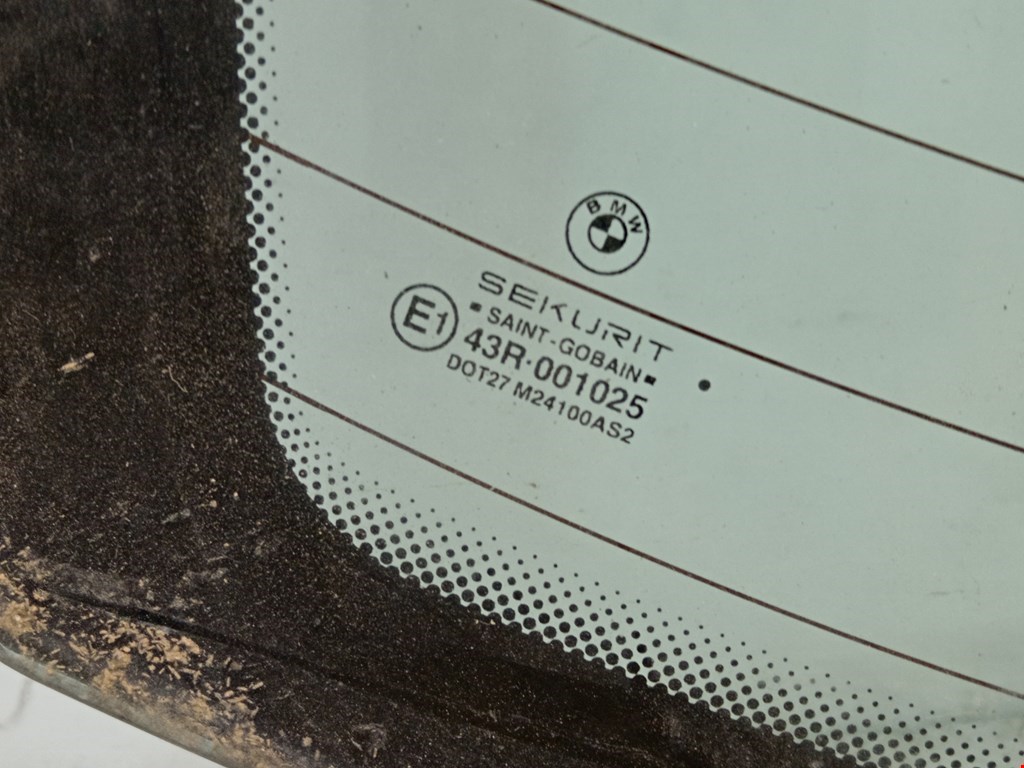 BMW
SEKURIT
SAINT-GOBAIN
E1
43R-001025
DOT27 M24100AS2